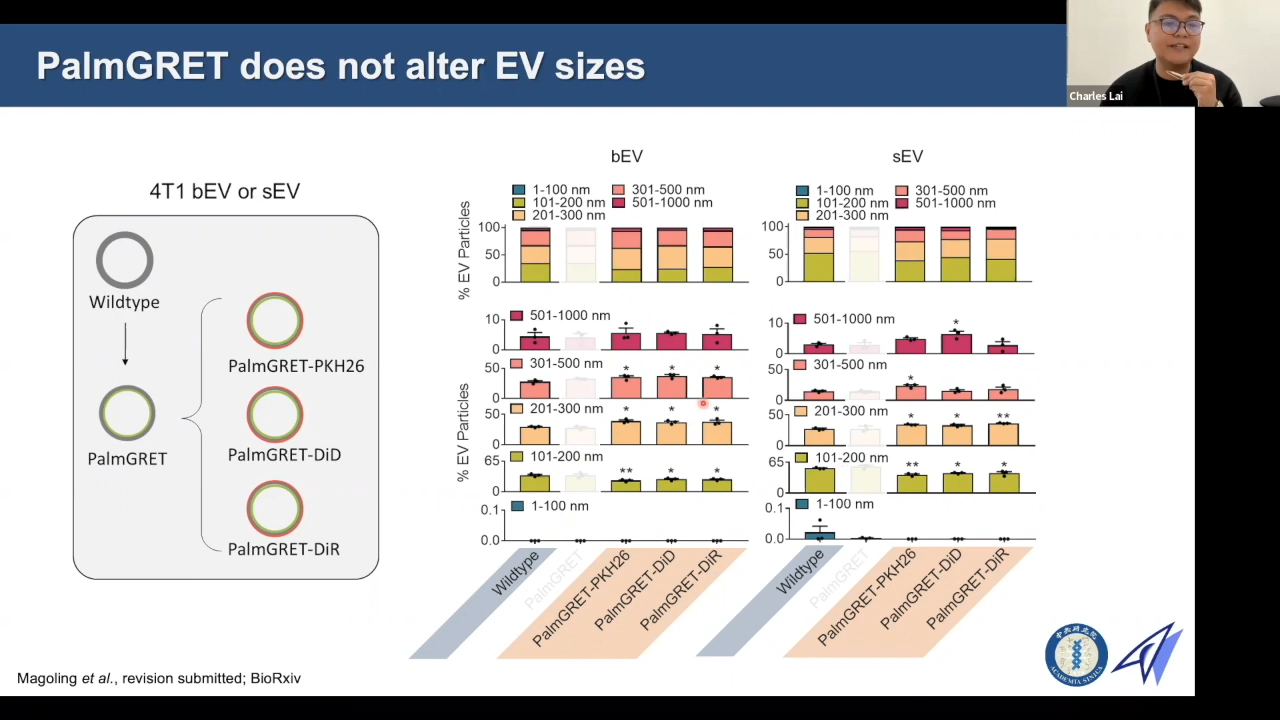 PalmGRET does not alter EV sizes
Charles Lai
4T1 bEV or sEV
Wildtype
PalmGRET
PalmGRET-PKH26
PalmGRET-DiD
PalmGRET-DiR
bEV
1-100 nm
101-200 nm
201-300 nm
301-500 nm
501-1000 nm
% EV Particles
100
50
0
% EV Particles
10
0
501-1000 nm
50
0
301-500 nm
* * *
50
0
201-300 nm
* * *
65
0
101-200 nm
** * *
0.1
0.0
1-100 nm
Wildtype
PalmGRET
PalmGRET-PKH26
PalmGRET-DiD
PalmGRET-DiR
sEV
1-100 nm
101-200 nm
201-300 nm
301-500 nm
501-1000 nm
100
50
0
10
0
501-1000 nm
*
50
0
301-500 nm
*
50
0
201-300 nm
* * **
65
0
101-200 nm
** * *
0.1
0.0
1-100 nm
Wildtype
PalmGRET
PalmGRET-PKH26
PalmGRET-DiD
PalmGRET-DiR
Magoling et al., revision submitted; BioRxiv
中央研究院
ACADEMIA SINICA